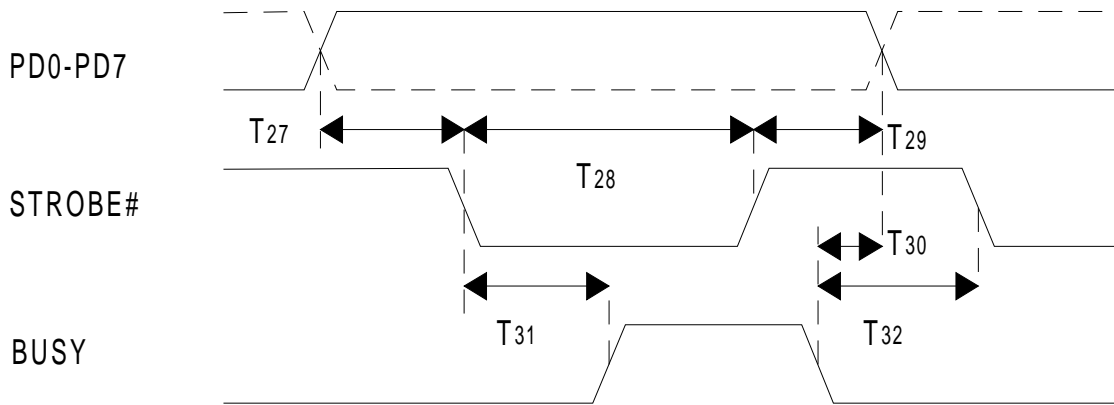 PD0-PD7
T27
T29
T28
STROBE#
T30
T31
T32
BUSY